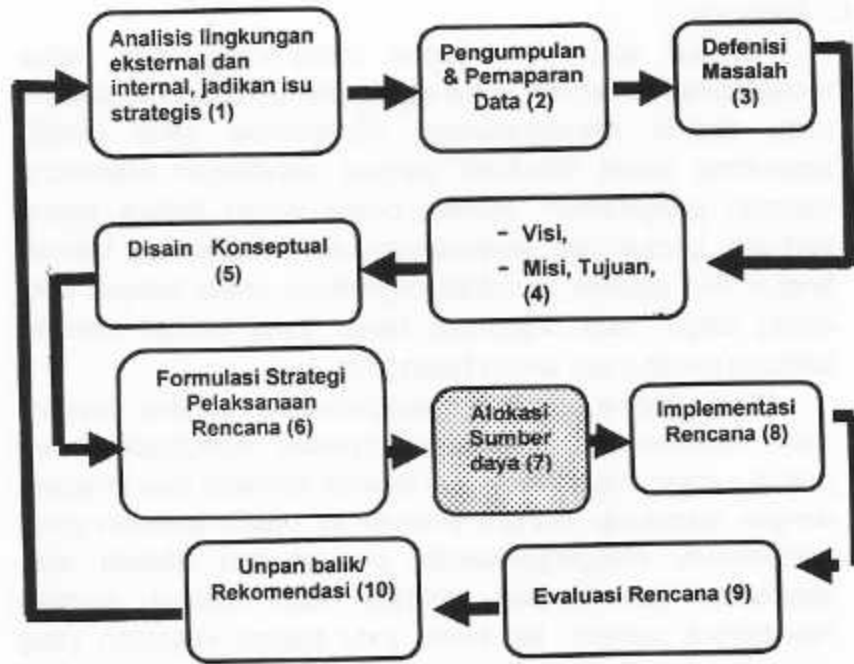 Analisis lingkungan
eksternal dan
internal, jadikan isu
strategis (1)
Pengumpulan
& Pemaparan
Data (2)
Defenisi
Masalah
(3)
- Visi,
- Misi, Tujuan,
(4)
Disain Konseptual
(5)
Formulasi Strategi
Pelaksanaan
Rencana (6)
Alokasi
Sumber
daya (7)
Implementasi
Rencana (8)
Evaluasi Rencana (9)
Unpan balik/
Rekomendasi (10)